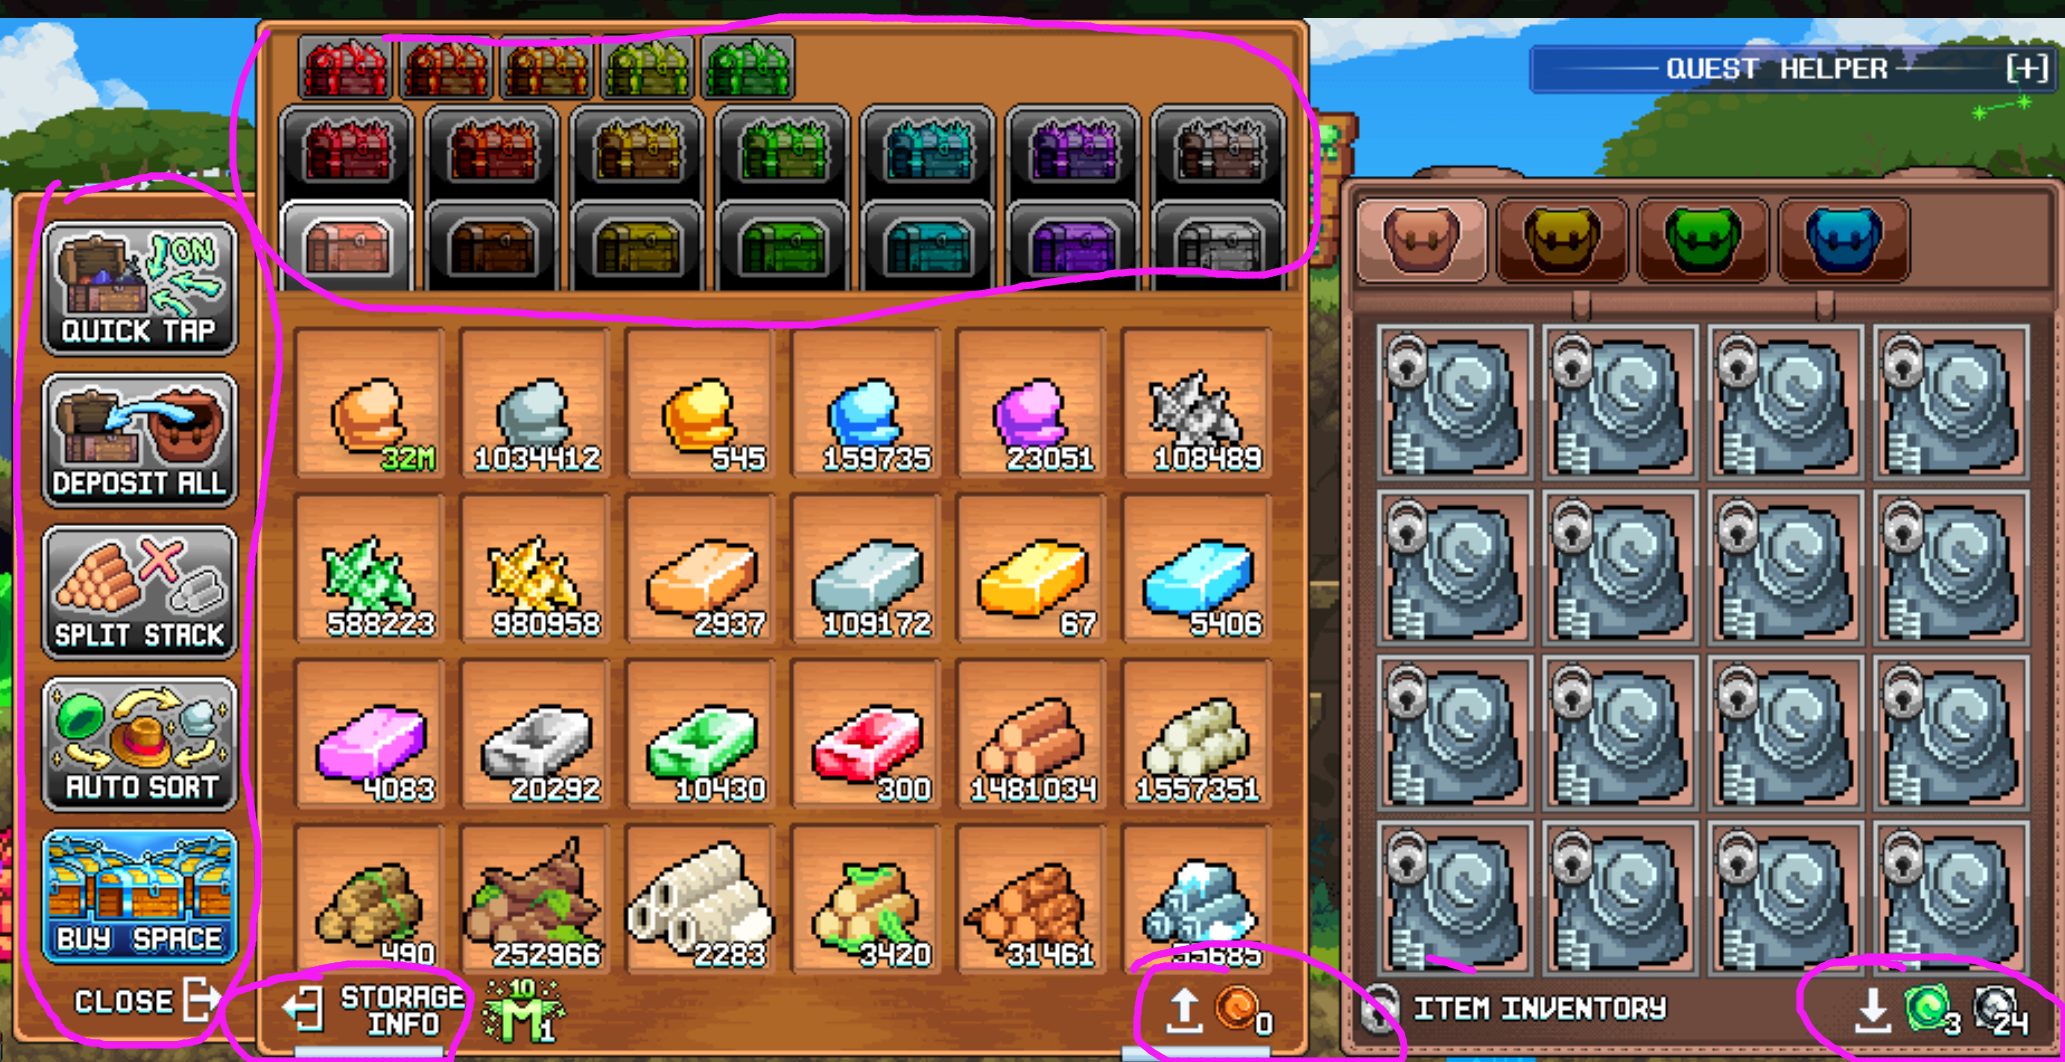 QUEST HELPER [+]
ON
QUICK TAP
DEPOSIT ALL
SPLIT STACK
AUTO SORT
BUY SPACE
CLOSE
32M 1034412 545 159735 23051 108489
588223 980958 2937 109172 67 5406
4083 20292 10430 300 1481034 1557351
490 252966 2283 3420 31461
STORAGE
INFO
10
M
1
0
ITEM INVENTORY
3
24